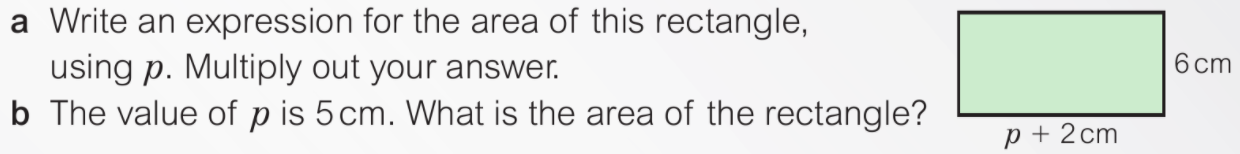 a Write an expression for the area of this rectangle,
using p. Multiply out your answer.
b The value of p is 5 cm. What is the area of the rectangle?
6 cm
p + 2 cm